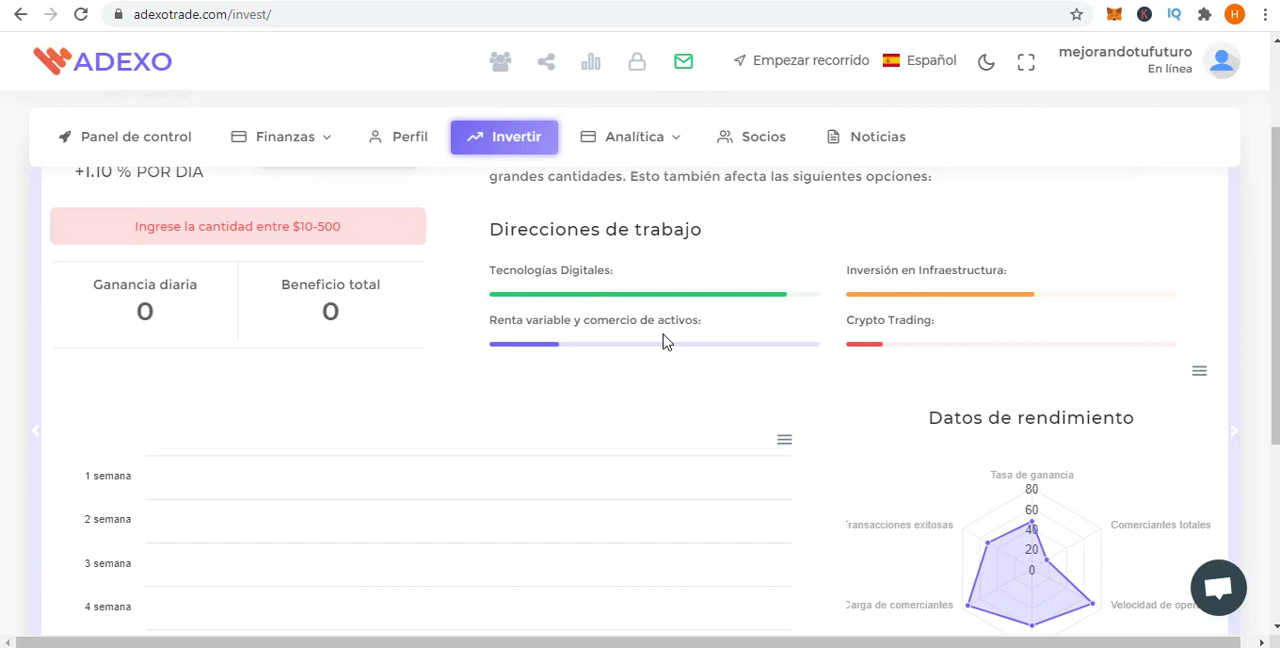 adexotrade.com/invest/
IQ
H
ADEXO
Empezar recorrido
Español
mejorandotufuturo
En línea
Panel de control
Finanzas
Perfil
Invertir
Analítica
Socios
Noticias
+1.10 % POR DÍA
grandes cantidades. Esto también afecta las siguientes opciones:
Ingrese la cantidad entre $10-500
Direcciones de trabajo
Ganancia diaria
0
Beneficio total
0
Tecnologías Digitales:
Inversión en Infraestructura:
Renta variable y comercio de activos:
Crypto Trading:
1 semana
2 semana
3 semana
4 semana
Datos de rendimiento
Tasa de ganancia
80
60
40
20
0
Transacciones exitosas
Comerciantes totales
Carga de comerciantes
Velocidad de oper